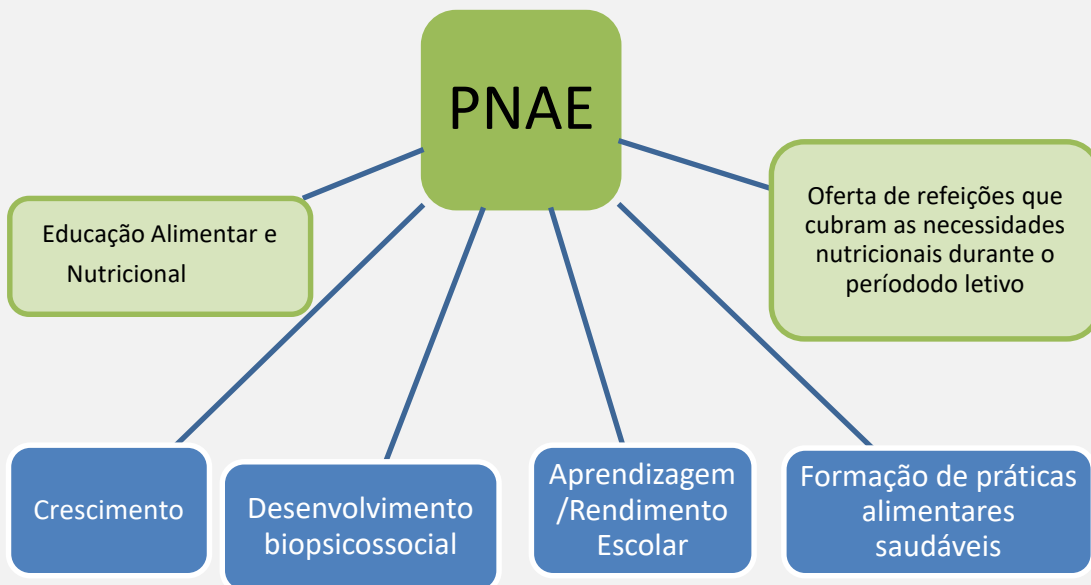 PNAE
Educação Alimentar e
Nutricional
Oferta de refeições que
cubram as necessidades
nutricionais durante o
perídodo letivo
Crescimento
Desenvolvimento
biopsicossocial
Aprendizagem
/Rendimento
Escolar
Formação de práticas
alimentares
saudáveis